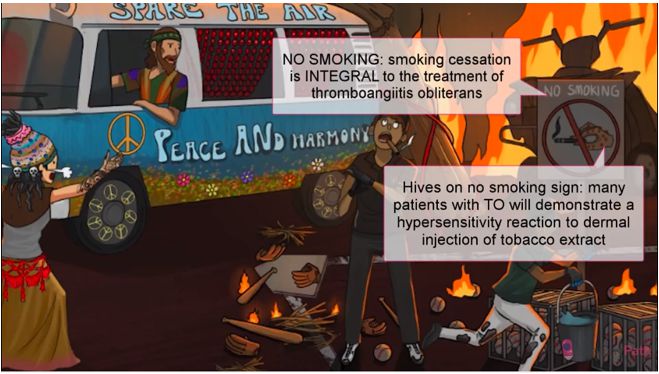 SPARE THE AIR
NO SMOKING: smoking cessation
is INTEGRAL to the treatment of
thromboangiitis obliterans
NO SMOKING
PEACE AND HARMONY
Hives on no smoking sign: many
patients with TO will demonstrate a
hypersensitivity reaction to dermal
injection of tobacco extract
Path